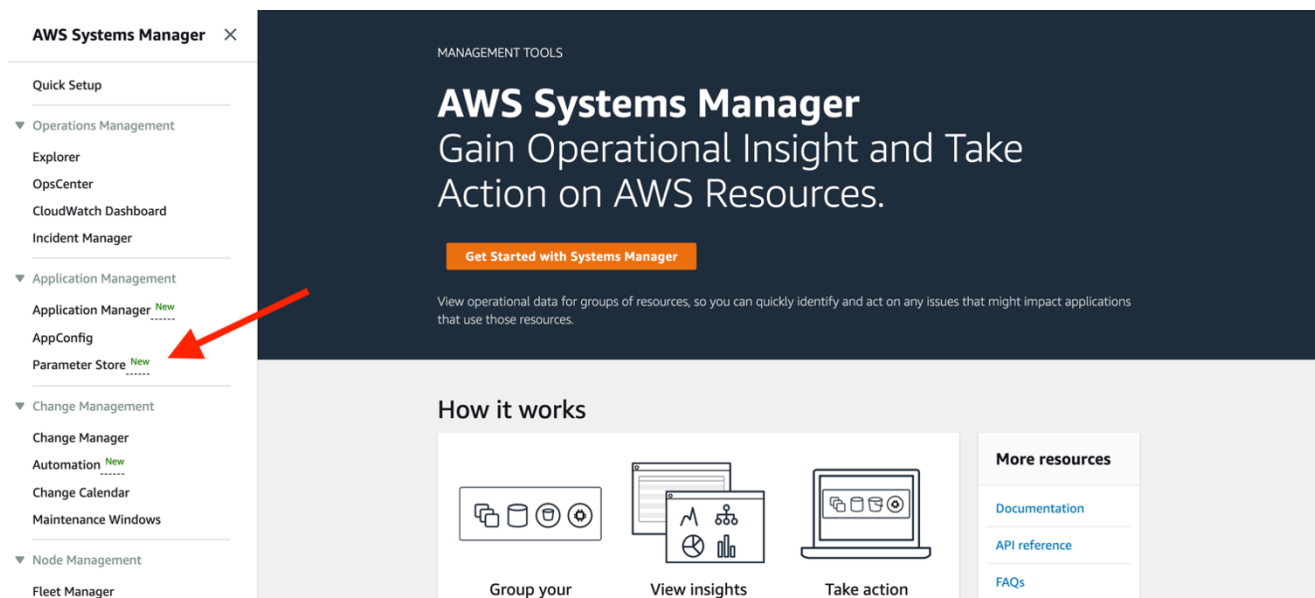 AWS Systems Manager
Quick Setup
Operations Management
Explorer
OpsCenter
CloudWatch Dashboard
Incident Manager
Application Management
Application Manager New
AppConfig
Parameter Store New
Change Management
Change Manager
Automation New
Change Calendar
Maintenance Windows
Node Management
Fleet Manager
MANAGEMENT TOOLS
AWS Systems Manager
Gain Operational Insight and Take
Action on AWS Resources.
Get Started with Systems Manager
View operational data for groups of resources, so you can quickly identify and act on any issues that might impact applications
that use those resources.
How it works
Group your
View insights
Take action
More resources
Documentation
API reference
FAQs